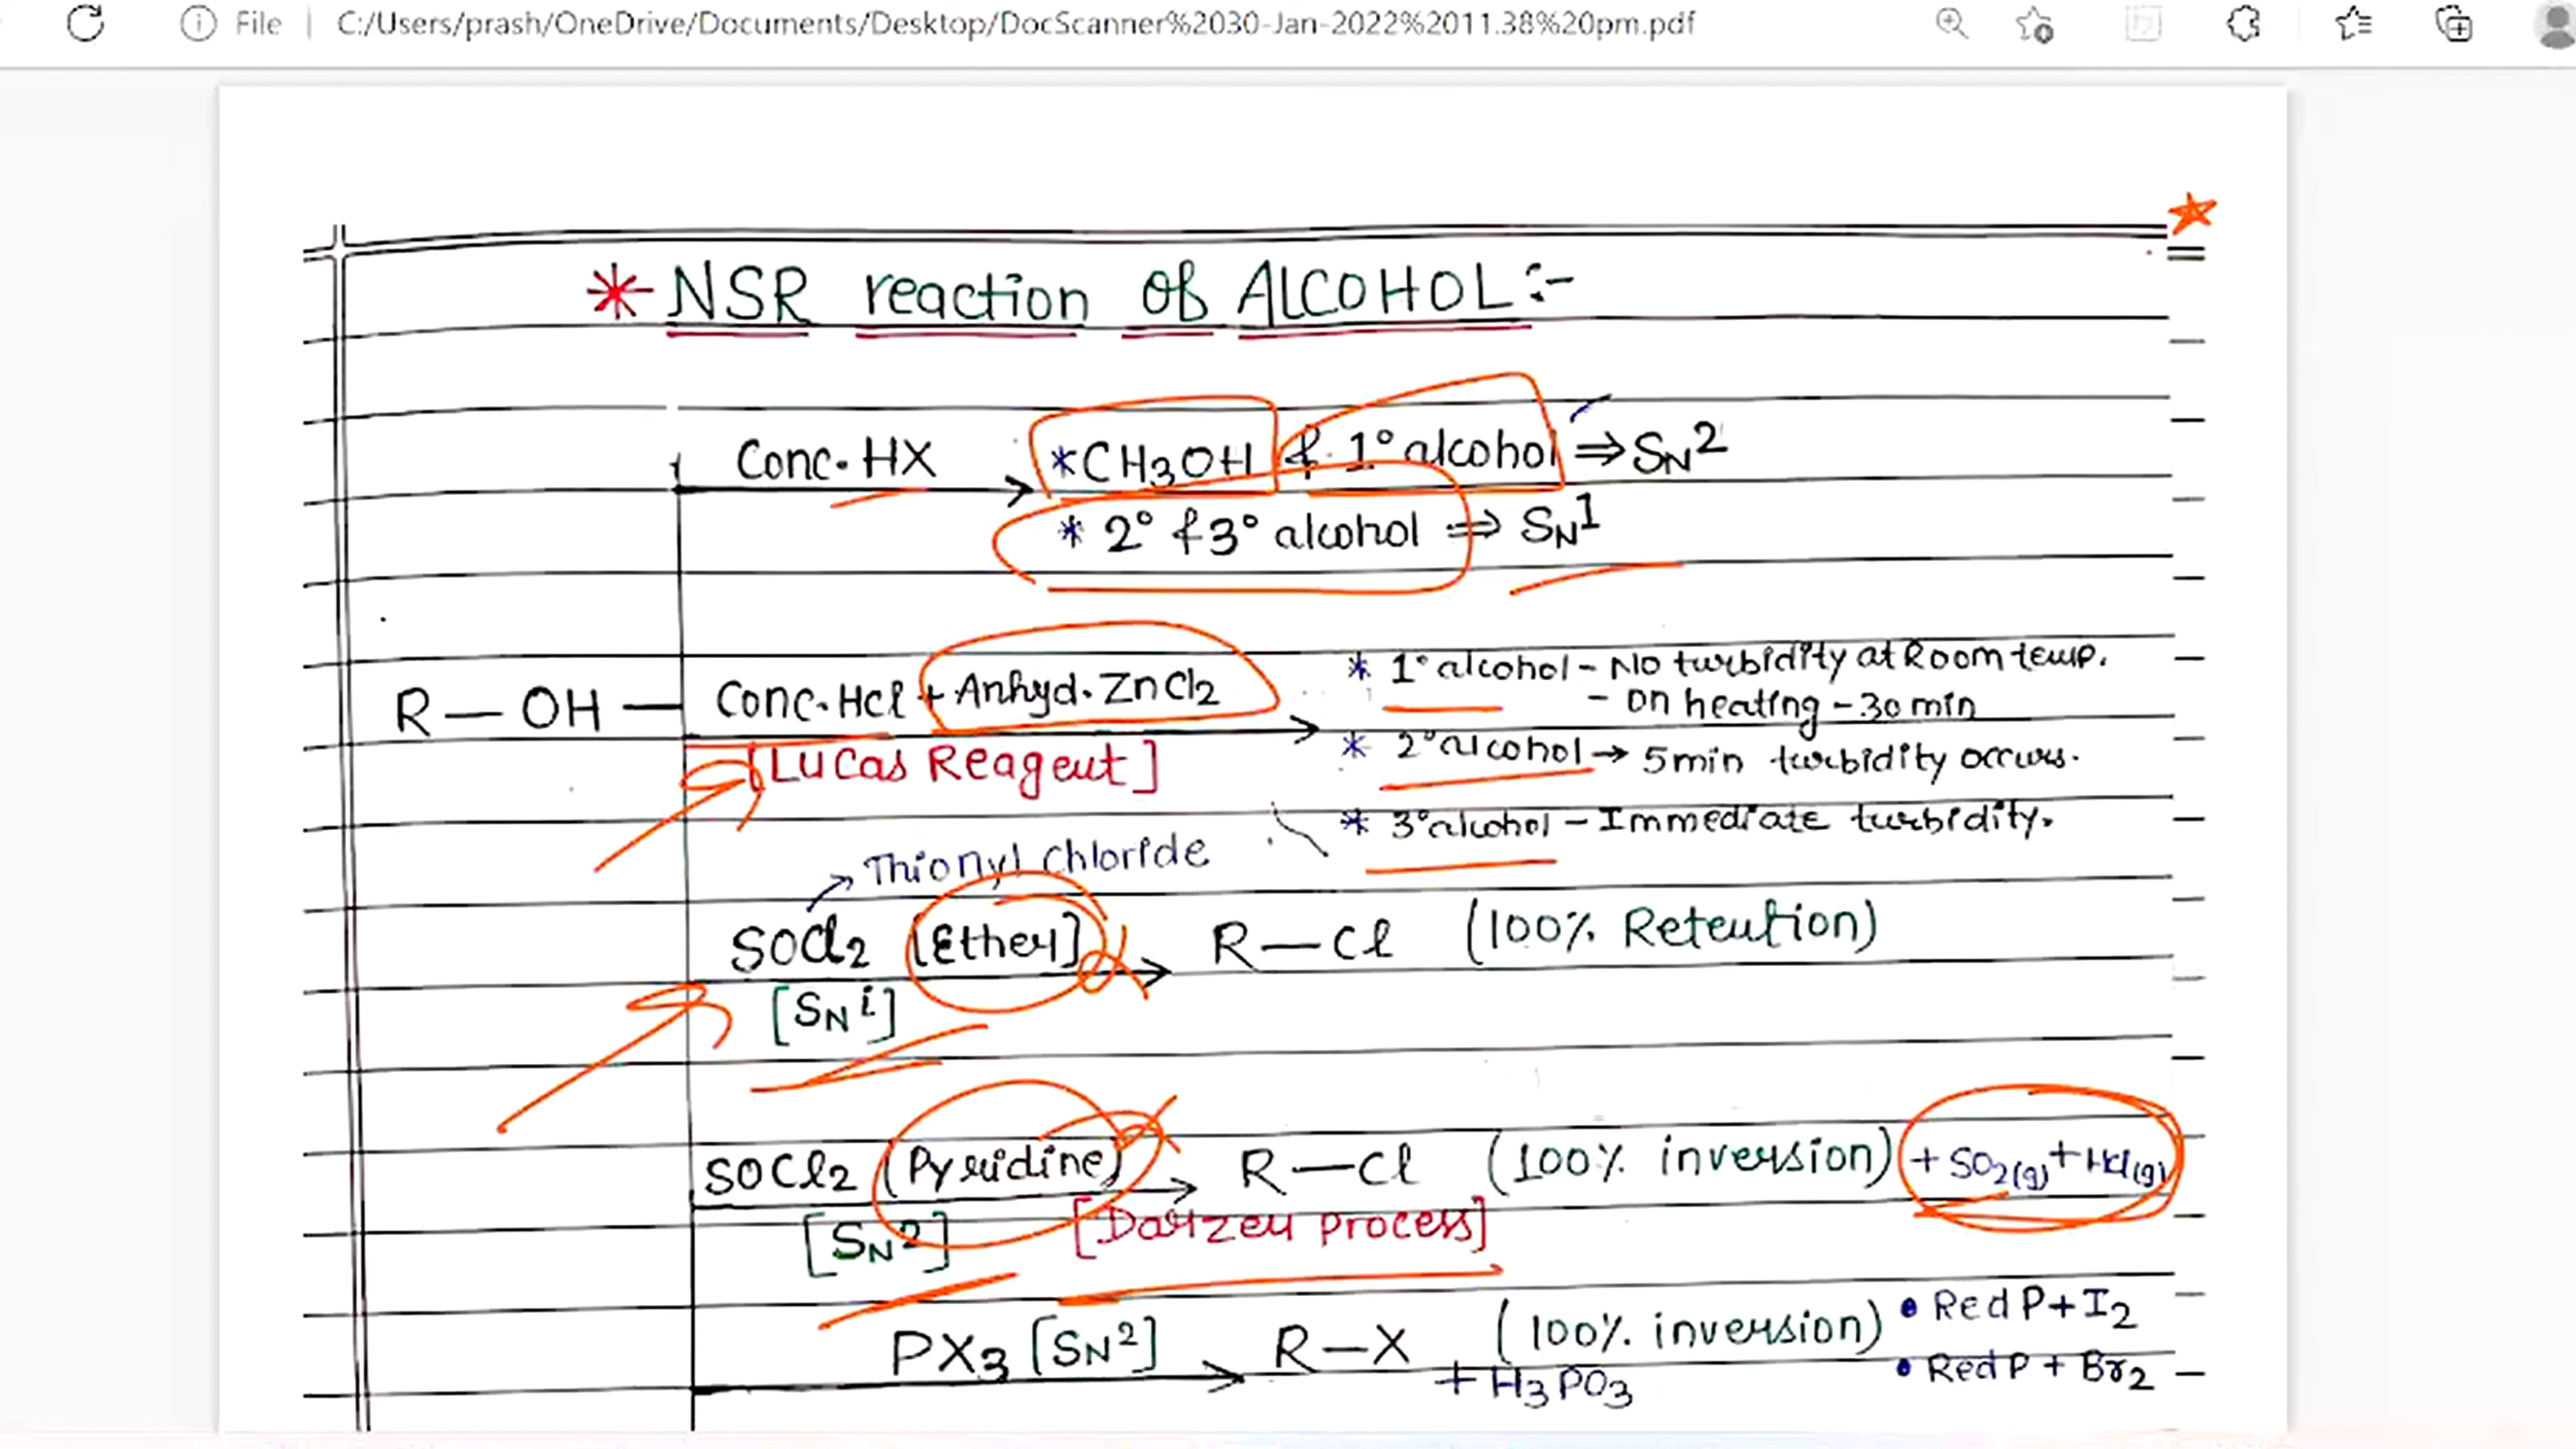 File | C:/Users/prash/OneDrive/Documents/Desktop/DocScanner%2030-Jan-2022%2011.38%20pm.pdf
* NSR reaction of ALCOHOL :-
Conc. HX → *CH3OH & 1° alcohol ⇒ SN2
* 2° & 3° alcohol ⇒ SN1
* 1° alcohol - No turbidity at Room temp.
R — OH — Conc. HCl + Anhyd. ZnCl2 → - on heating - 30 min
[Lucas Reagent] * 2° alcohol → 5min turbidity occurs.
* 3° alcohol - Immediate turbidity.
→ Thionyl chloride
SOCl2 [Ether] → R — Cl (100% Retention)
[SN i]
SOCl2 (Pyridine) → R — Cl (100% inversion) + SO2(g) + HCl(g)
[SN2] [Darzen process]
• Red P + I2
PX3 [SN2] → R — X (100% inversion)
+ H3PO3 • Red P + Br2